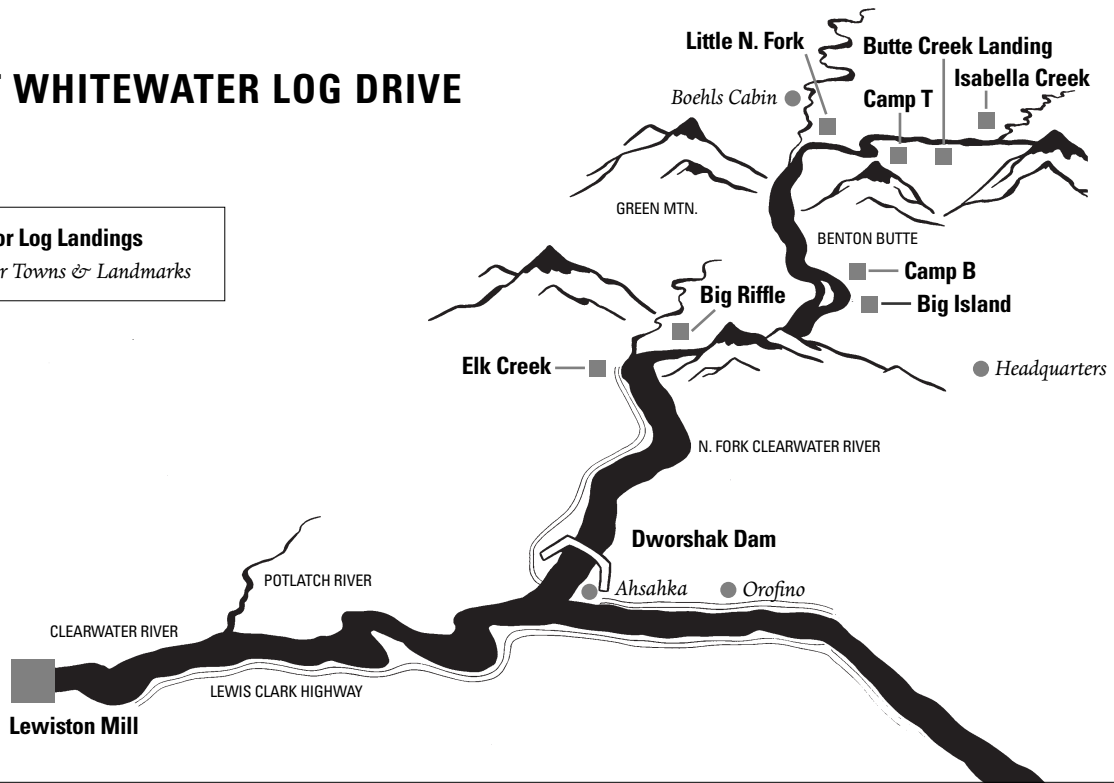 WHITEWATER LOG DRIVE
Little N. Fork
Butte Creek Landing
Isabella Creek
Boehls Cabin
Camp T
GREEN MTN.
BENTON BUTTE
Log Landings
Towns & Landmarks
Camp B
Big Riffle
Big Island
Elk Creek
Headquarters
N. FORK CLEARWATER RIVER
Dworshak Dam
POTLATCH RIVER
Ahsahka
Orofino
CLEARWATER RIVER
LEWIS CLARK HIGHWAY
Lewiston Mill